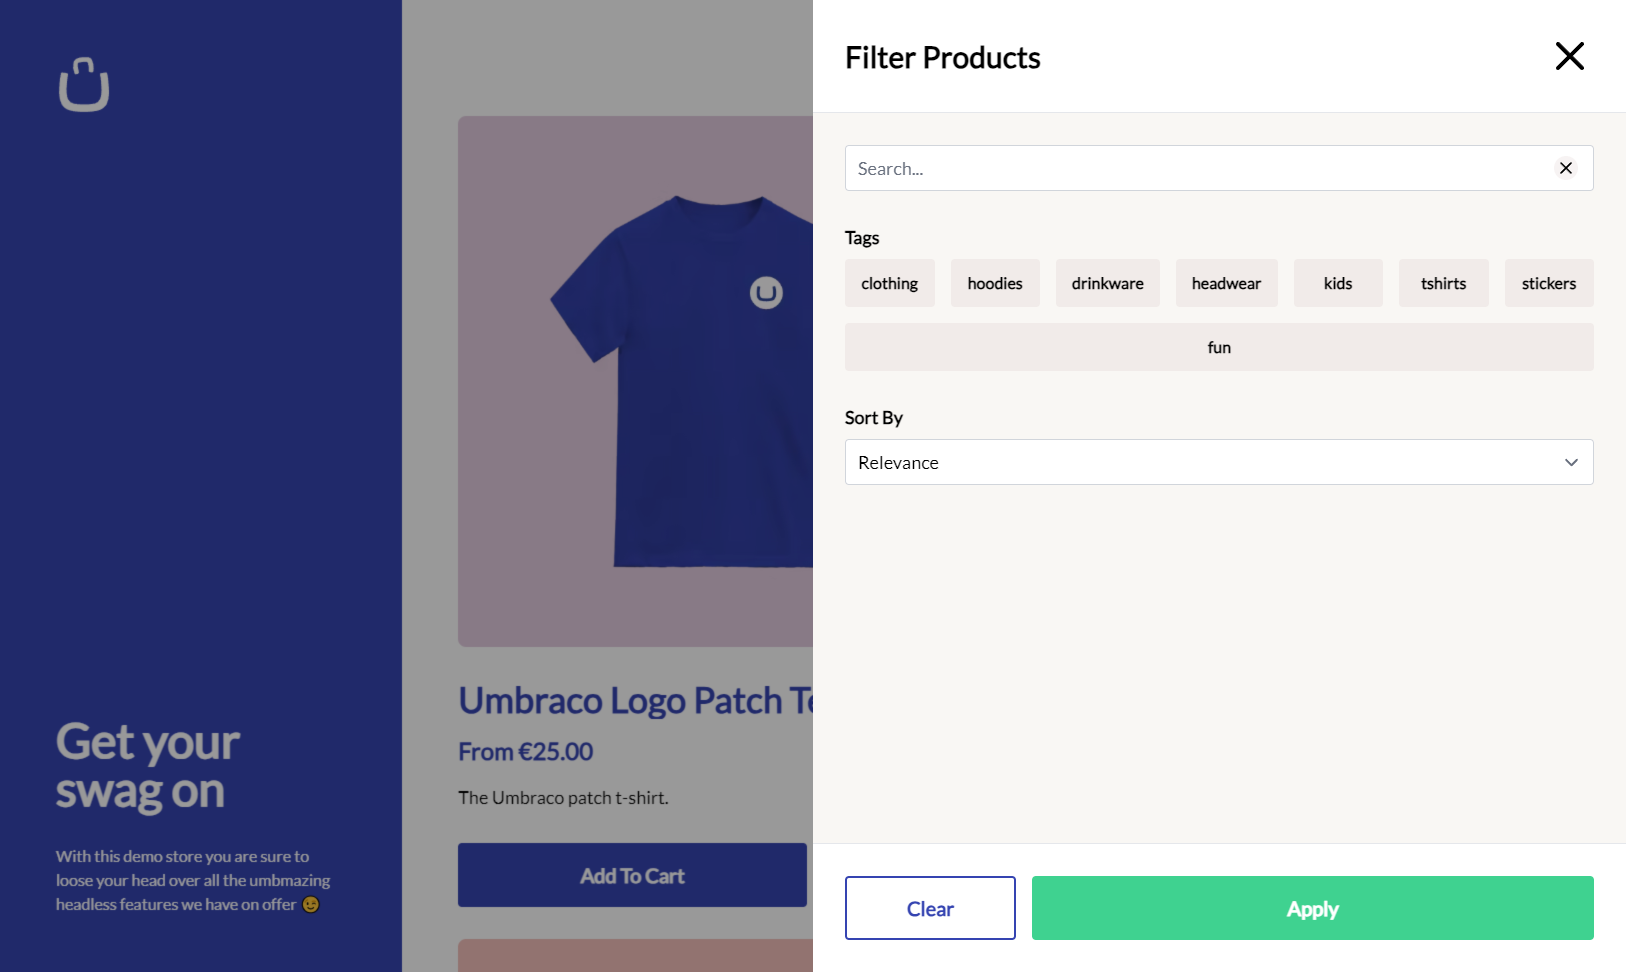 Get your
swag on
With this demo store you are sure to
loose your head over all the umbmazing
headless features we have on offer 😉
Umbraco Logo Patch
From €25.00
The Umbraco patch t-shirt.
Add To Cart
Filter Products
Search...
Tags
clothing hoodies drinkware headwear kids tshirts stickers
fun
Sort By
Relevance
Clear Apply